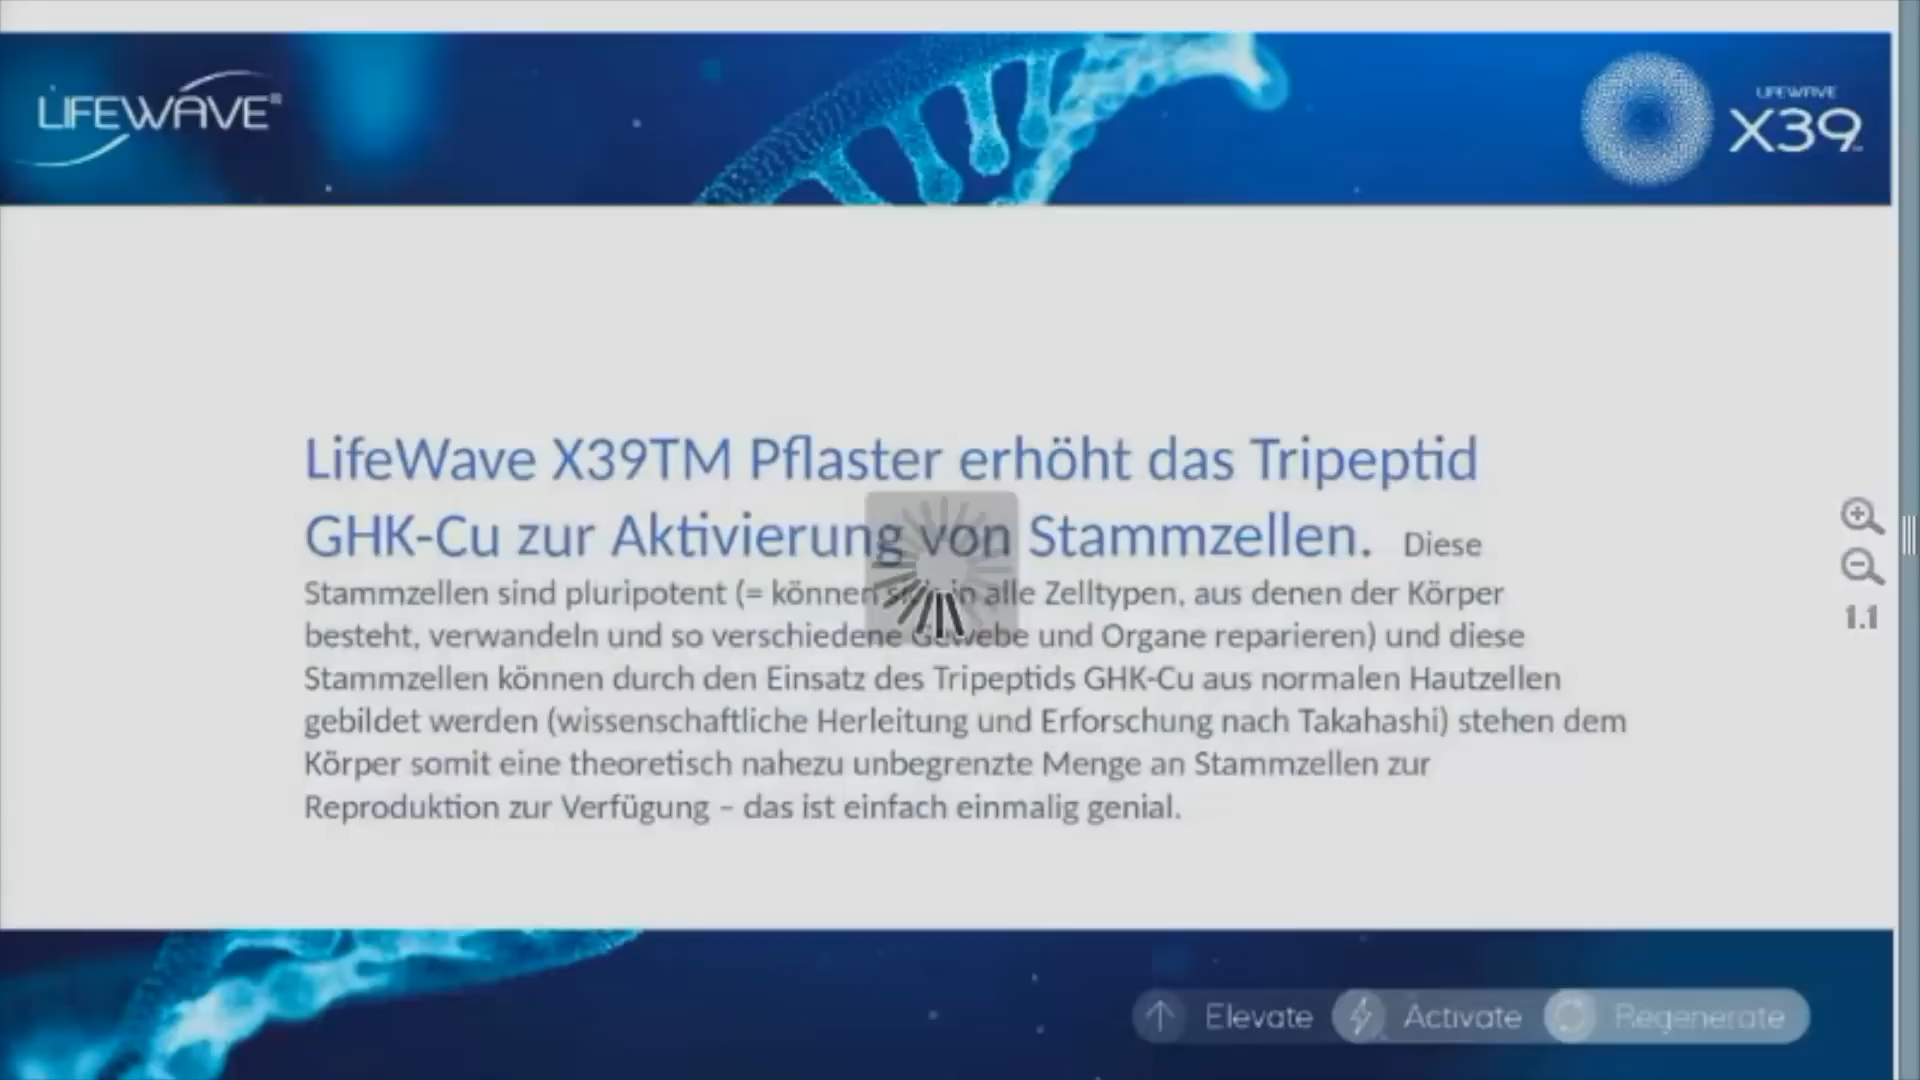 LIFEWAVE®
LIFEWAVE
X39
LifeWave X39TM Pflaster erhöht das Tripeptid
GHK-Cu zur Aktivierung von Stammzellen. Diese
Stammzellen sind pluripotent (= können in alle Zelltypen, aus denen der Körper
besteht, verwandeln und so verschiedene Gewebe und Organe reparieren) und diese
Stammzellen können durch den Einsatz des Tripeptids GHK-Cu aus normalen Hautzellen
gebildet werden (wissenschaftliche Herleitung und Erforschung nach Takahashi) stehen dem
Körper somit eine theoretisch nahezu unbegrenzte Menge an Stammzellen zur
Reproduktion zur Verfügung – das ist einfach einmalig genial.
1.1
Elevate Activate Regenerate